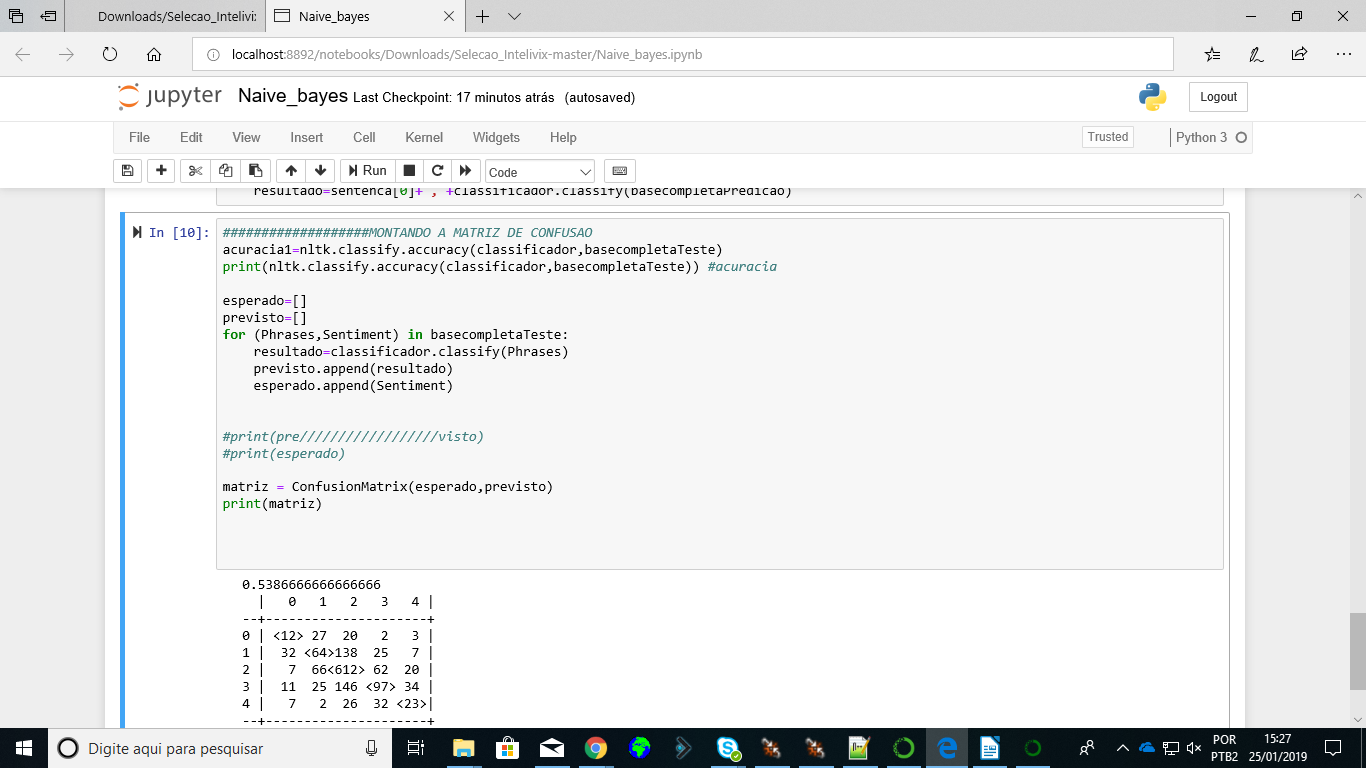 Downloads/Selecao_Intelivi:
Naive_bayes
localhost:8892/notebooks/Downloads/Selecao_Intelivix-master/Naive_bayes.ipynb
jupyter Naive_bayes Last Checkpoint: 17 minutos atrás (autosaved)
Logout
File Edit View Insert Cell Kernel Widgets Help
Trusted
Python 3
Run
Code
resultado=sentenca[0]+ , +classificador.classify(basecompletaPredicao)
In [10]:
###################MONTANDO A MATRIZ DE CONFUSAO
acuracia1=nltk.classify.accuracy(classificador,basecompletaTeste)
print(nltk.classify.accuracy(classificador,basecompletaTeste)) #acuracia
esperado=[]
previsto=[]
for (Phrases,Sentiment) in basecompletaTeste:
    resultado=classificador.classify(Phrases)
    previsto.append(resultado)
    esperado.append(Sentiment)
#print(pre//////////////////visto)
#print(esperado)
matriz = ConfusionMatrix(esperado,previsto)
print(matriz)
0.5386666666666666
  |   0   1   2   3   4 |
--+---------------------+
0 | <12> 27  20   2   3 |
1 |  32 <64>138  25   7 |
2 |   7  66<612> 62  20 |
3 |  11  25 146 <97> 34 |
4 |   7   2  26  32 <23>|
--+---------------------+
Digite aqui para pesquisar
POR
PTB2
15:27
25/01/2019